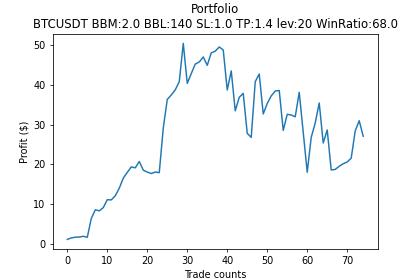 Portfolio
BTCUSDT BBM:2.0 BBL:140 SL:1.0 TP:1.4 lev:20 WinRatio:68.0
Profit ($)
50
40
30
20
10
0
0 10 20 30 40 50 60 70
Trade counts